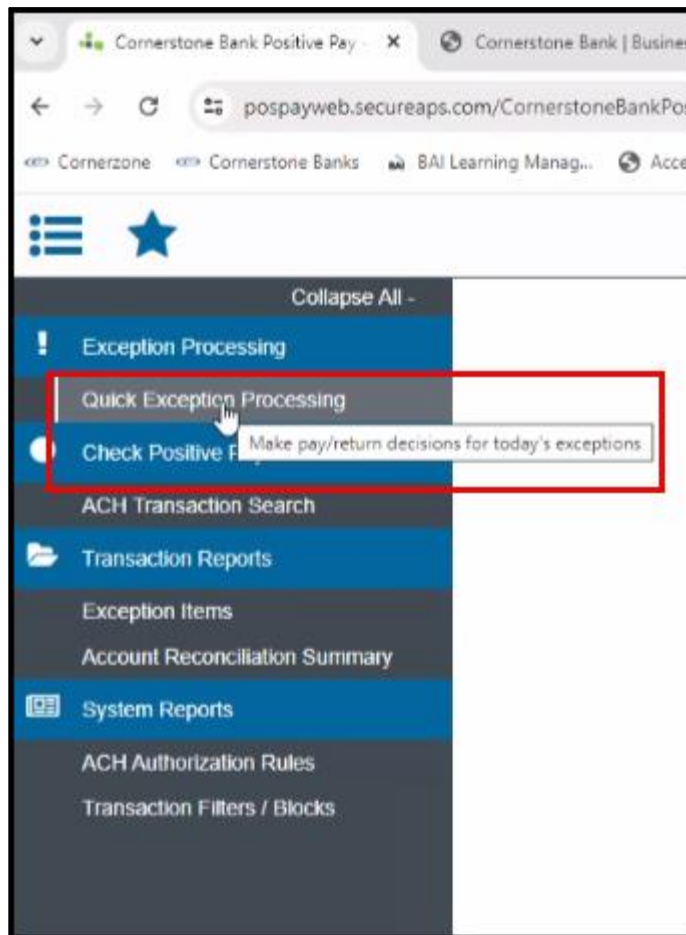 Cornerstone Bank Positive Pay -
Cornerstone Bank | Busines
pospayweb.secureaps.com/CornerstoneBankPos
Cornerzone
Cornerstone Banks
BAI Learning Manag...
Acce
Collapse All -
Exception Processing
Quick Exception Processing
Make pay/return decisions for today's exceptions
Check Positive
ACH Transaction Search
Transaction Reports
Exception Items
Account Reconciliation Summary
System Reports
ACH Authorization Rules
Transaction Filters / Blocks